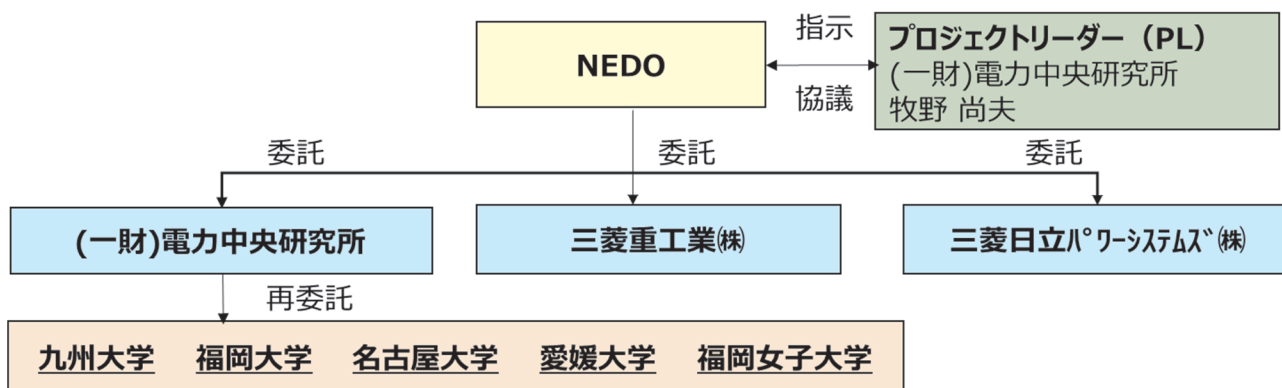 NEDO
指示
協議
プロジェクトリーダー（PL）
(一財)電力中央研究所
牧野 尚夫
委託 委託 委託
(一財)電力中央研究所
三菱重工業㈱
三菱日立ﾊﾟﾜｰｼｽﾃﾑｽﾞ㈱
再委託
九州大学 福岡大学 名古屋大学 愛媛大学 福岡女子大学